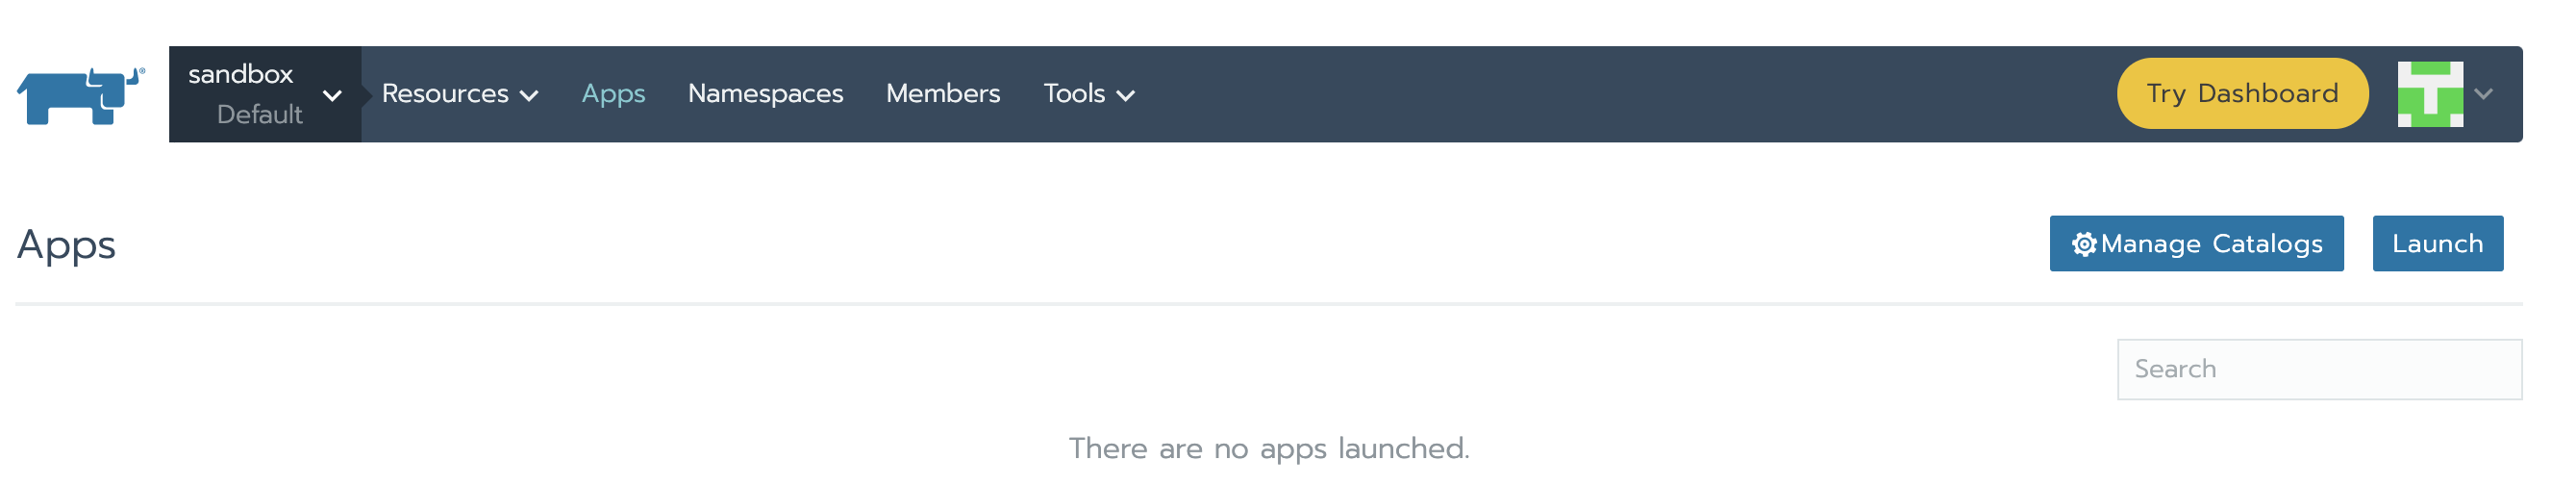 sandbox
Default
Resources Apps Namespaces Members Tools Try Dashboard
Apps
Manage Catalogs Launch
Search
There are no apps launched.